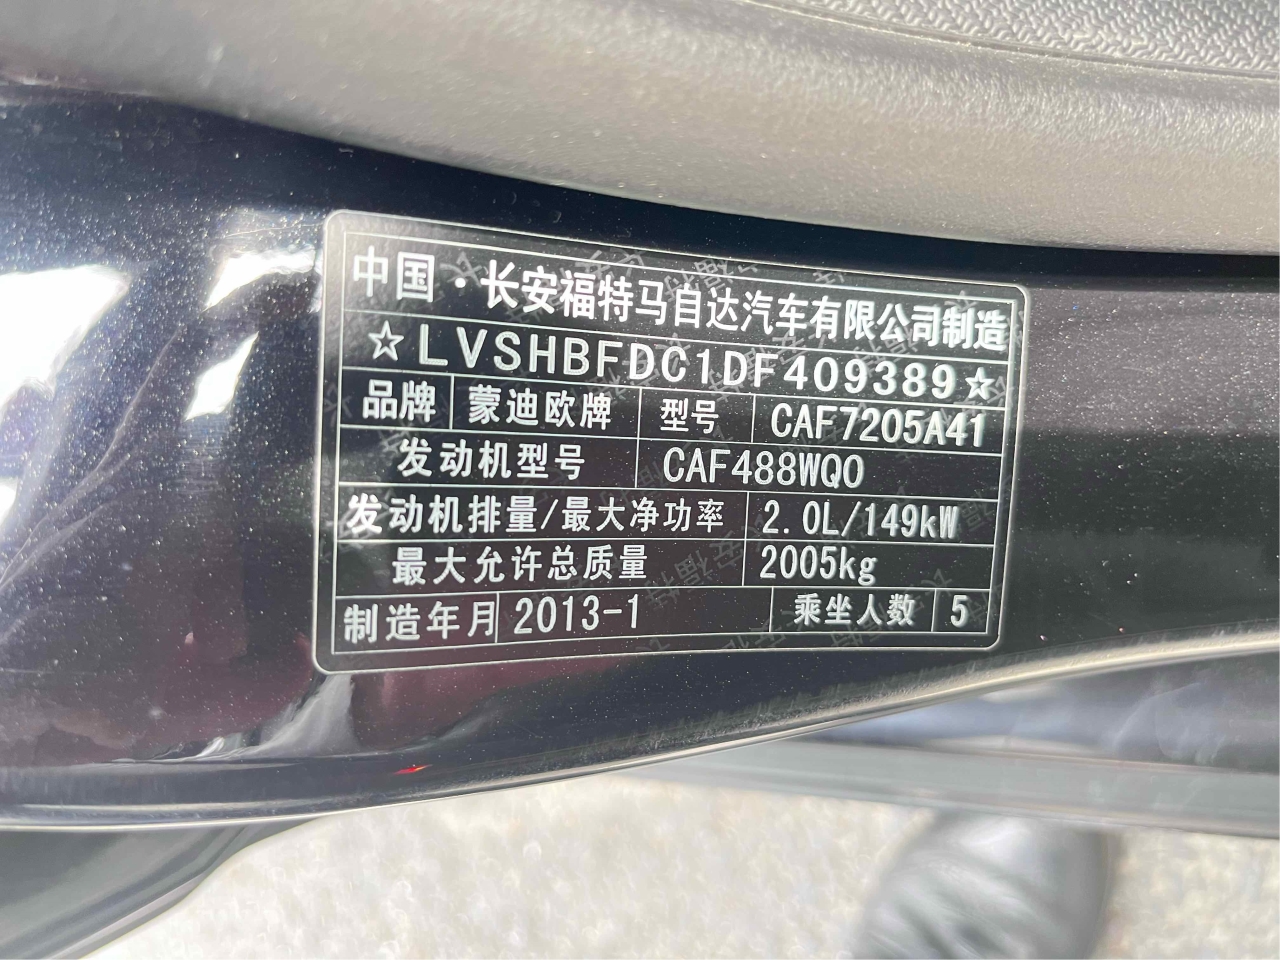 中国·长安福特马自达汽车有限公司制造
☆LVSHBFDC1DF409389☆
品牌 蒙迪欧牌 型号 CAF7205A41
发动机型号 CAF488WQ0
发动机排量/最大净功率 2.0L/149kW
最大允许总质量 2005kg
制造年月 2013-1 乘坐人数 5